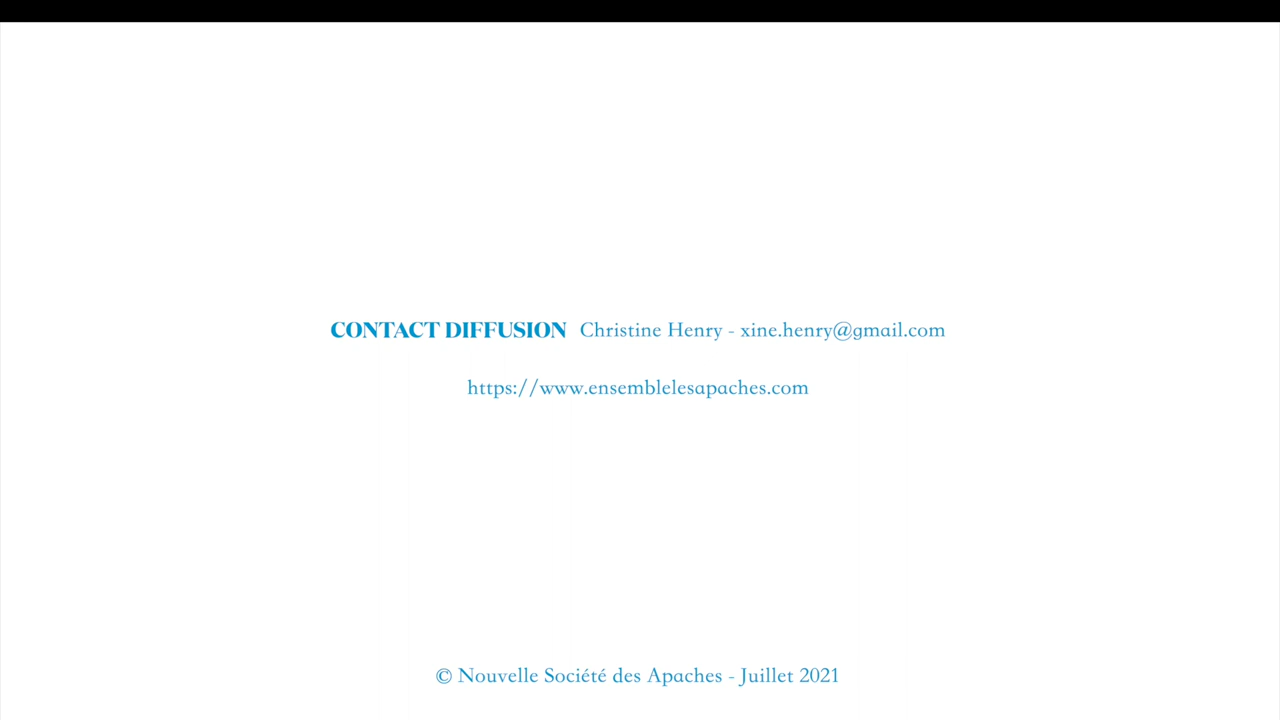 CONTACT DIFFUSION Christine Henry - xine.henry@gmail.com
https://www.ensemblelesapaches.com
© Nouvelle Société des Apaches - Juillet 2021